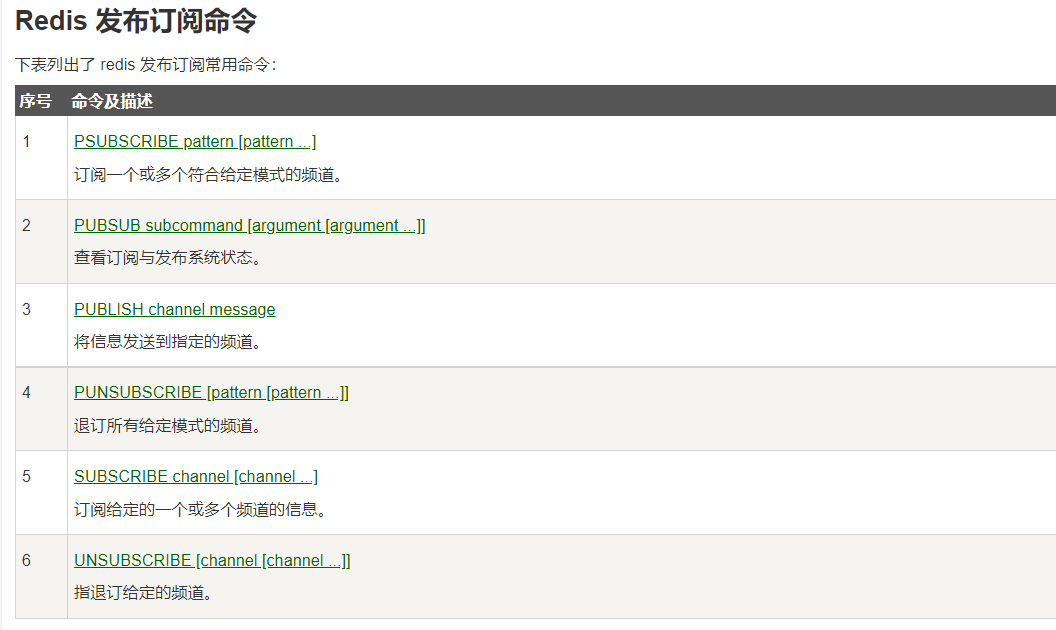 Redis 发布订阅命令
下表列出了 redis 发布订阅常用命令：
序号 命令及描述
1 PSUBSCRIBE pattern [pattern ...]
订阅一个或多个符合给定模式的频道。
2 PUBSUB subcommand [argument [argument ...]]
查看订阅与发布系统状态。
3 PUBLISH channel message
将信息发送到指定的频道。
4 PUNSUBSCRIBE [pattern [pattern ...]]
退订所有给定模式的频道。
5 SUBSCRIBE channel [channel ...]
订阅给定的一个或多个频道的信息。
6 UNSUBSCRIBE [channel [channel ...]]
指退订给定的频道。